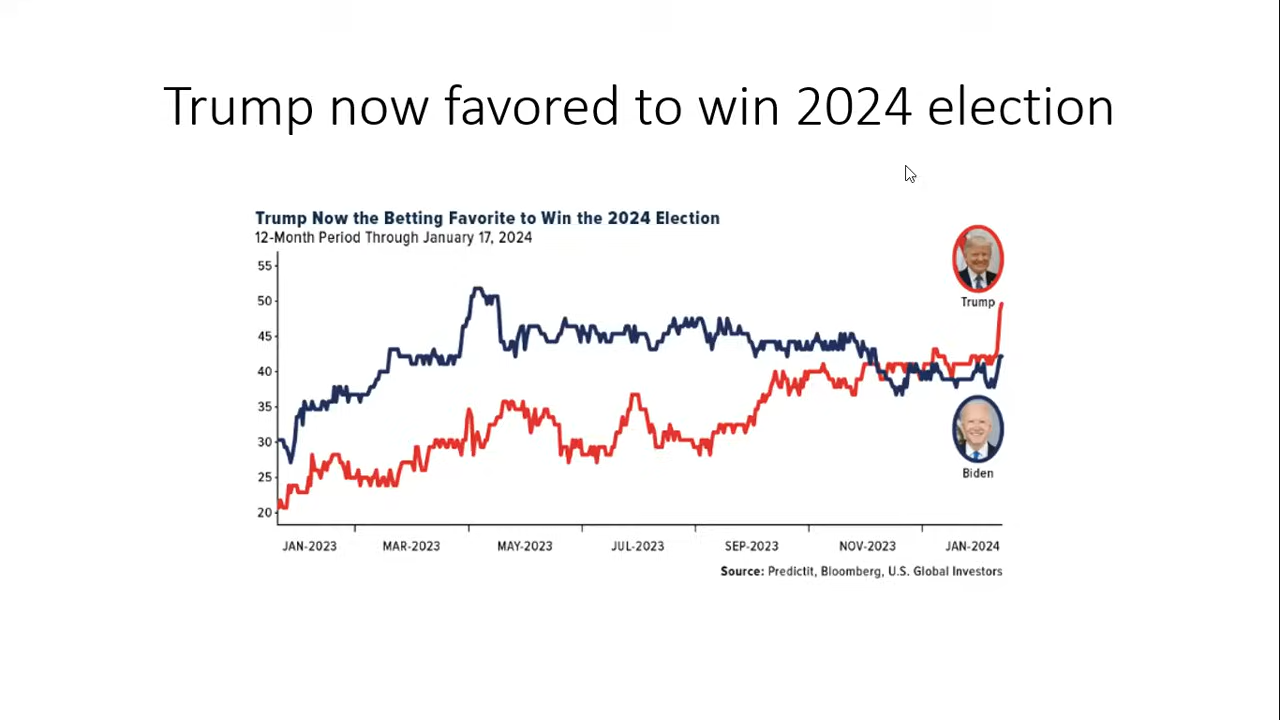 Trump now favored to win 2024 election
Trump Now the Betting Favorite to Win the 2024 Election
12-Month Period Through January 17, 2024
55
50
45
40
35
30
25
20
Trump
Biden
JAN-2023 MAR-2023 MAY-2023 JUL-2023 SEP-2023 NOV-2023 JAN-2024
Source: Predictit, Bloomberg, U.S. Global Investors